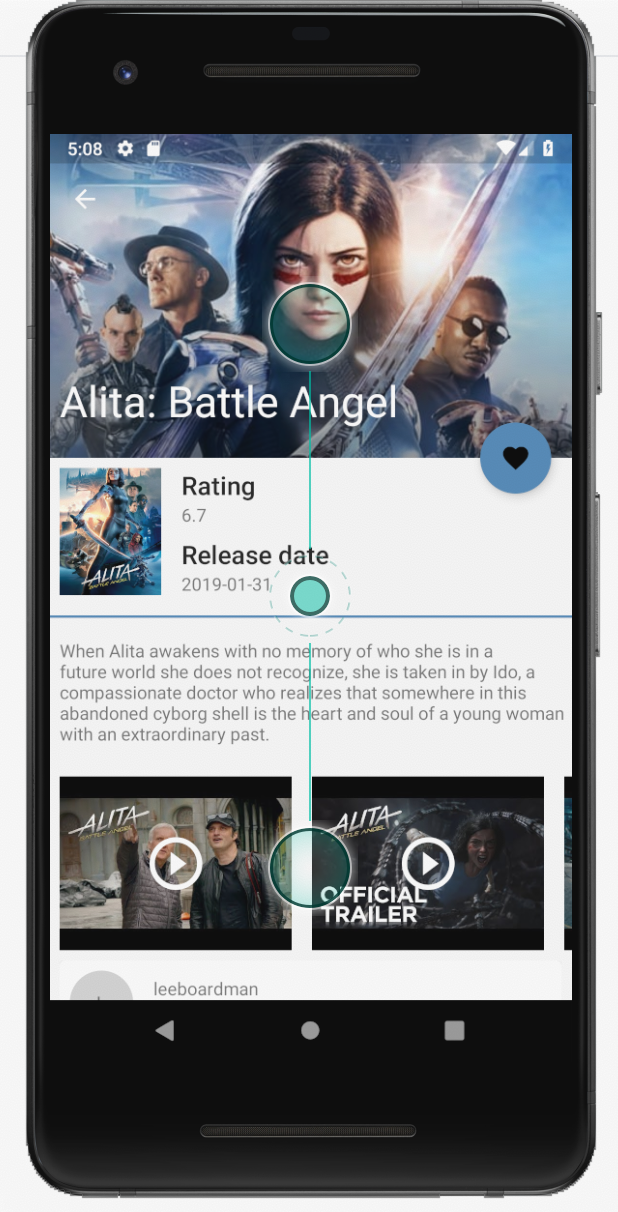 5:08
Alita: Battle Angel
ALITA
BATTLE ANGEL
Rating
6.7
Release date
2019-01-31
When Alita awakens with no memory of who she is in a
future world she does not recognize, she is taken in by Ido, a
compassionate doctor who realizes that somewhere in this
abandoned cyborg shell is the heart and soul of a young woman
with an extraordinary past.
ALITA
BATTLE ANGEL
ALITA
BATTLE ANGEL
OFFICIAL
TRAILER
leeboardman